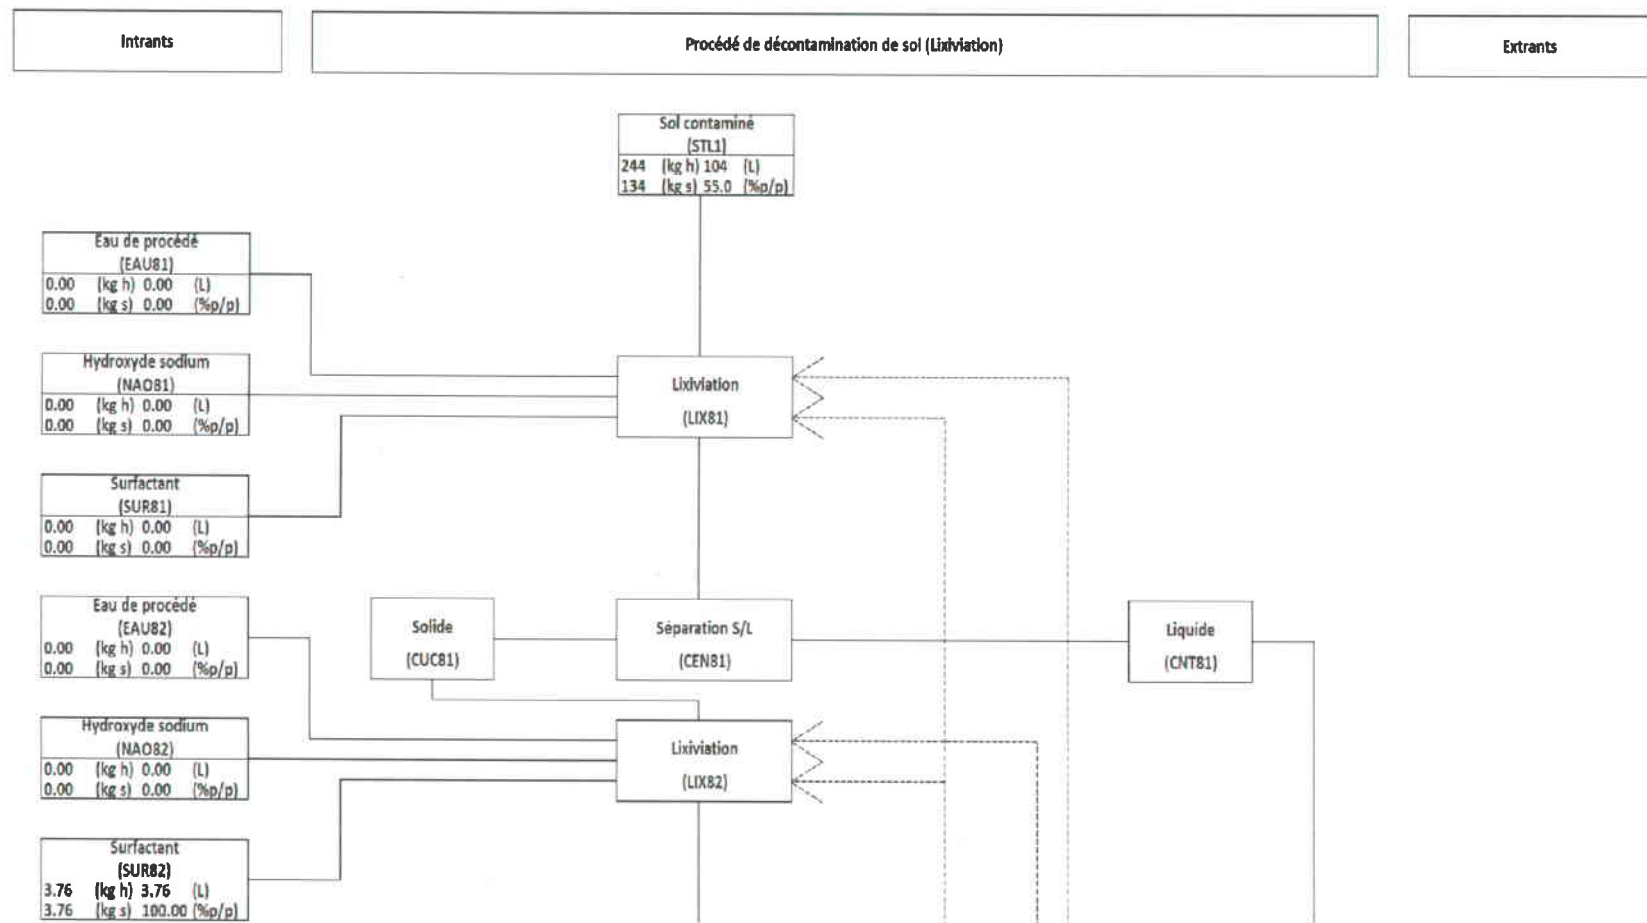 Intrants
Procédé de décontamination de sol (Lixiviation)
Extrants
Sol contaminé
(STL1)
244 (kg h) 104 (L)
134 (kg s) 55.0 (%p/p)
Eau de procédé
(EAU81)
0.00 (kg h) 0.00 (L)
0.00 (kg s) 0.00 (%p/p)
Hydroxyde sodium
(NAO81)
0.00 (kg h) 0.00 (L)
0.00 (kg s) 0.00 (%p/p)
Lixiviation
(LIX81)
Surfactant
(SUR81)
0.00 (kg h) 0.00 (L)
0.00 (kg s) 0.00 (%p/p)
Eau de procédé
(EAU82)
0.00 (kg h) 0.00 (L)
0.00 (kg s) 0.00 (%p/p)
Solide
(CUC81)
Séparation S/L
(CEN81)
Liquide
(CNT81)
Hydroxyde sodium
(NAO82)
0.00 (kg h) 0.00 (L)
0.00 (kg s) 0.00 (%p/p)
Lixiviation
(LIX82)
Surfactant
(SUR82)
3.76 (kg h) 3.76 (L)
3.76 (kg s) 100.00 (%p/p)